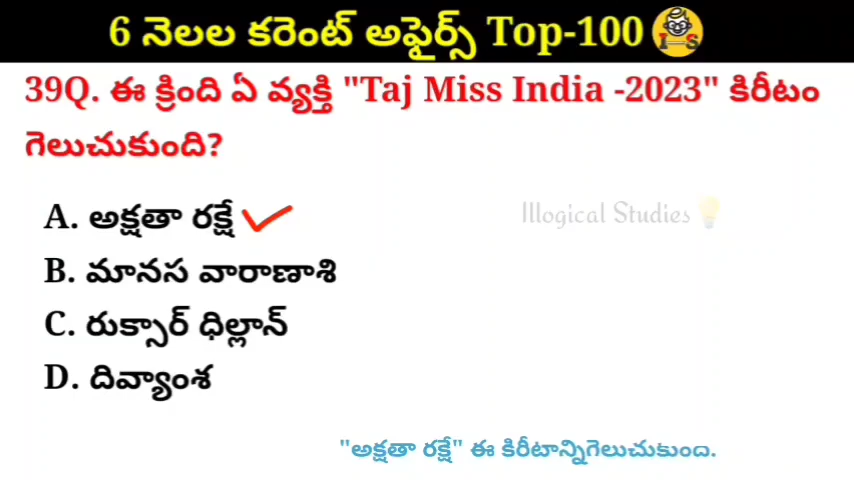 6 నెలల కరెంట్ అఫైర్స్ Top-100
I S
39Q. ఈ క్రింది ఏ వ్యక్తి "Taj Miss India -2023" కిరీటం
గెలుచుకుంది?
A. అక్షతా రక్షే
Illogical Studies
B. మానస వారాణాశి
C. రుక్సార్ ధిల్లాన్
D. దివ్యాంశ
"అక్షతా రక్షే" ఈ కిరీటాన్నిగెలుచుకుంది.